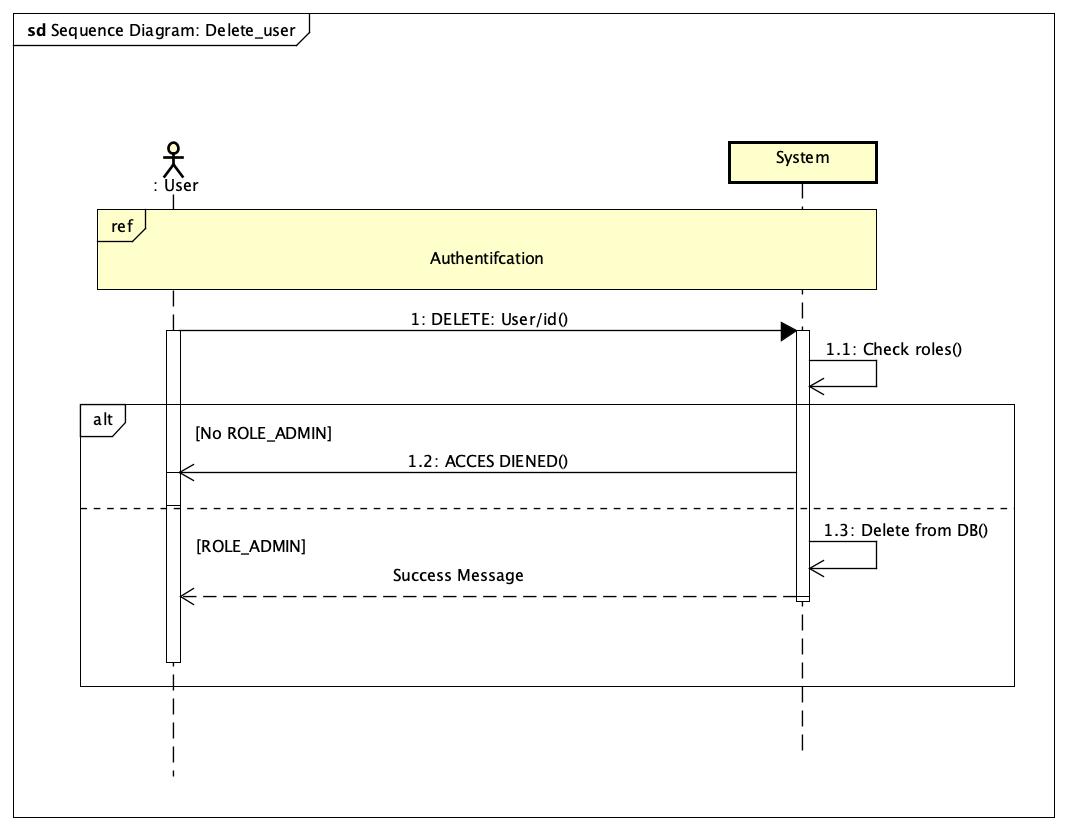 sd Sequence Diagram: Delete_user
: User
System
ref
Authentifcation
1: DELETE: User/id()
1.1: Check roles()
alt
[No ROLE_ADMIN]
1.2: ACCES DIENED()
1.3: Delete from DB()
[ROLE_ADMIN]
Success Message